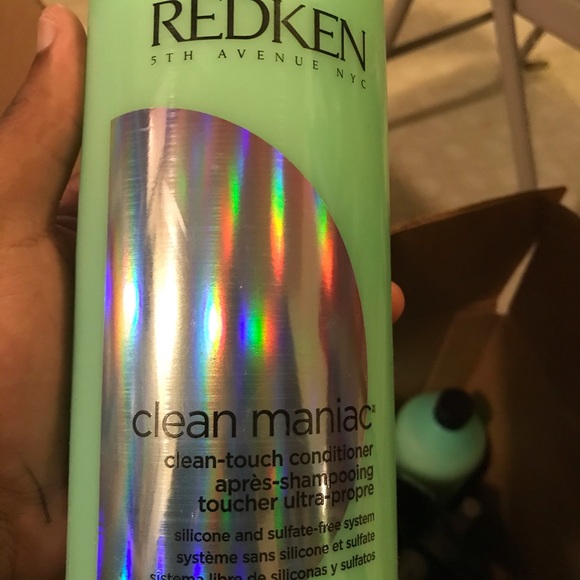 REDKEN
5TH AVENUE NYC
clean maniac
clean-touch conditioner
après-shampooing
toucher ultra-propre
silicone and sulfate-free system
système sans silicone et sulfate
sistema libre de siliconas y sulfatos